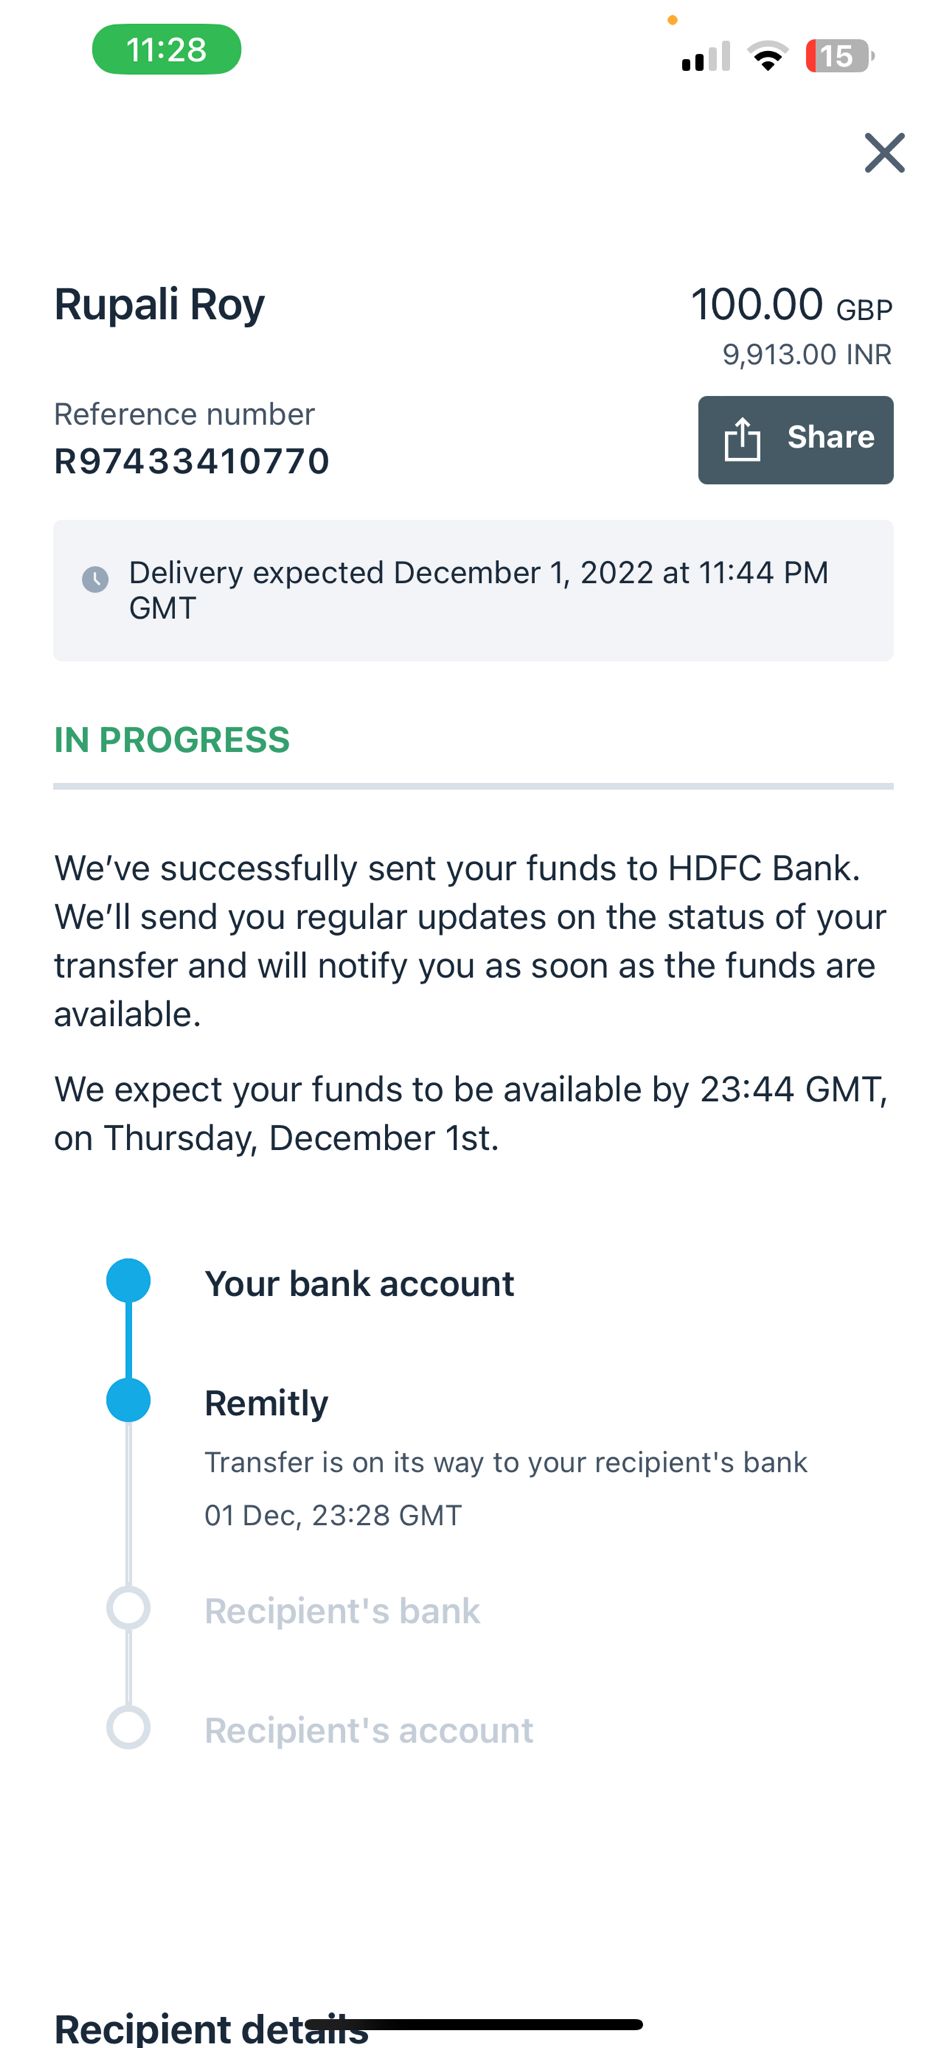 11:28
15
Rupali Roy
100.00 GBP
9,913.00 INR
Reference number
R97433410770
Share
Delivery expected December 1, 2022 at 11:44 PM
GMT
IN PROGRESS
We’ve successfully sent your funds to HDFC Bank.
We’ll send you regular updates on the status of your
transfer and will notify you as soon as the funds are
available.
We expect your funds to be available by 23:44 GMT,
on Thursday, December 1st.
Your bank account
Remitly
Transfer is on its way to your recipient's bank
01 Dec, 23:28 GMT
Recipient's bank
Recipient's account
Recipient details